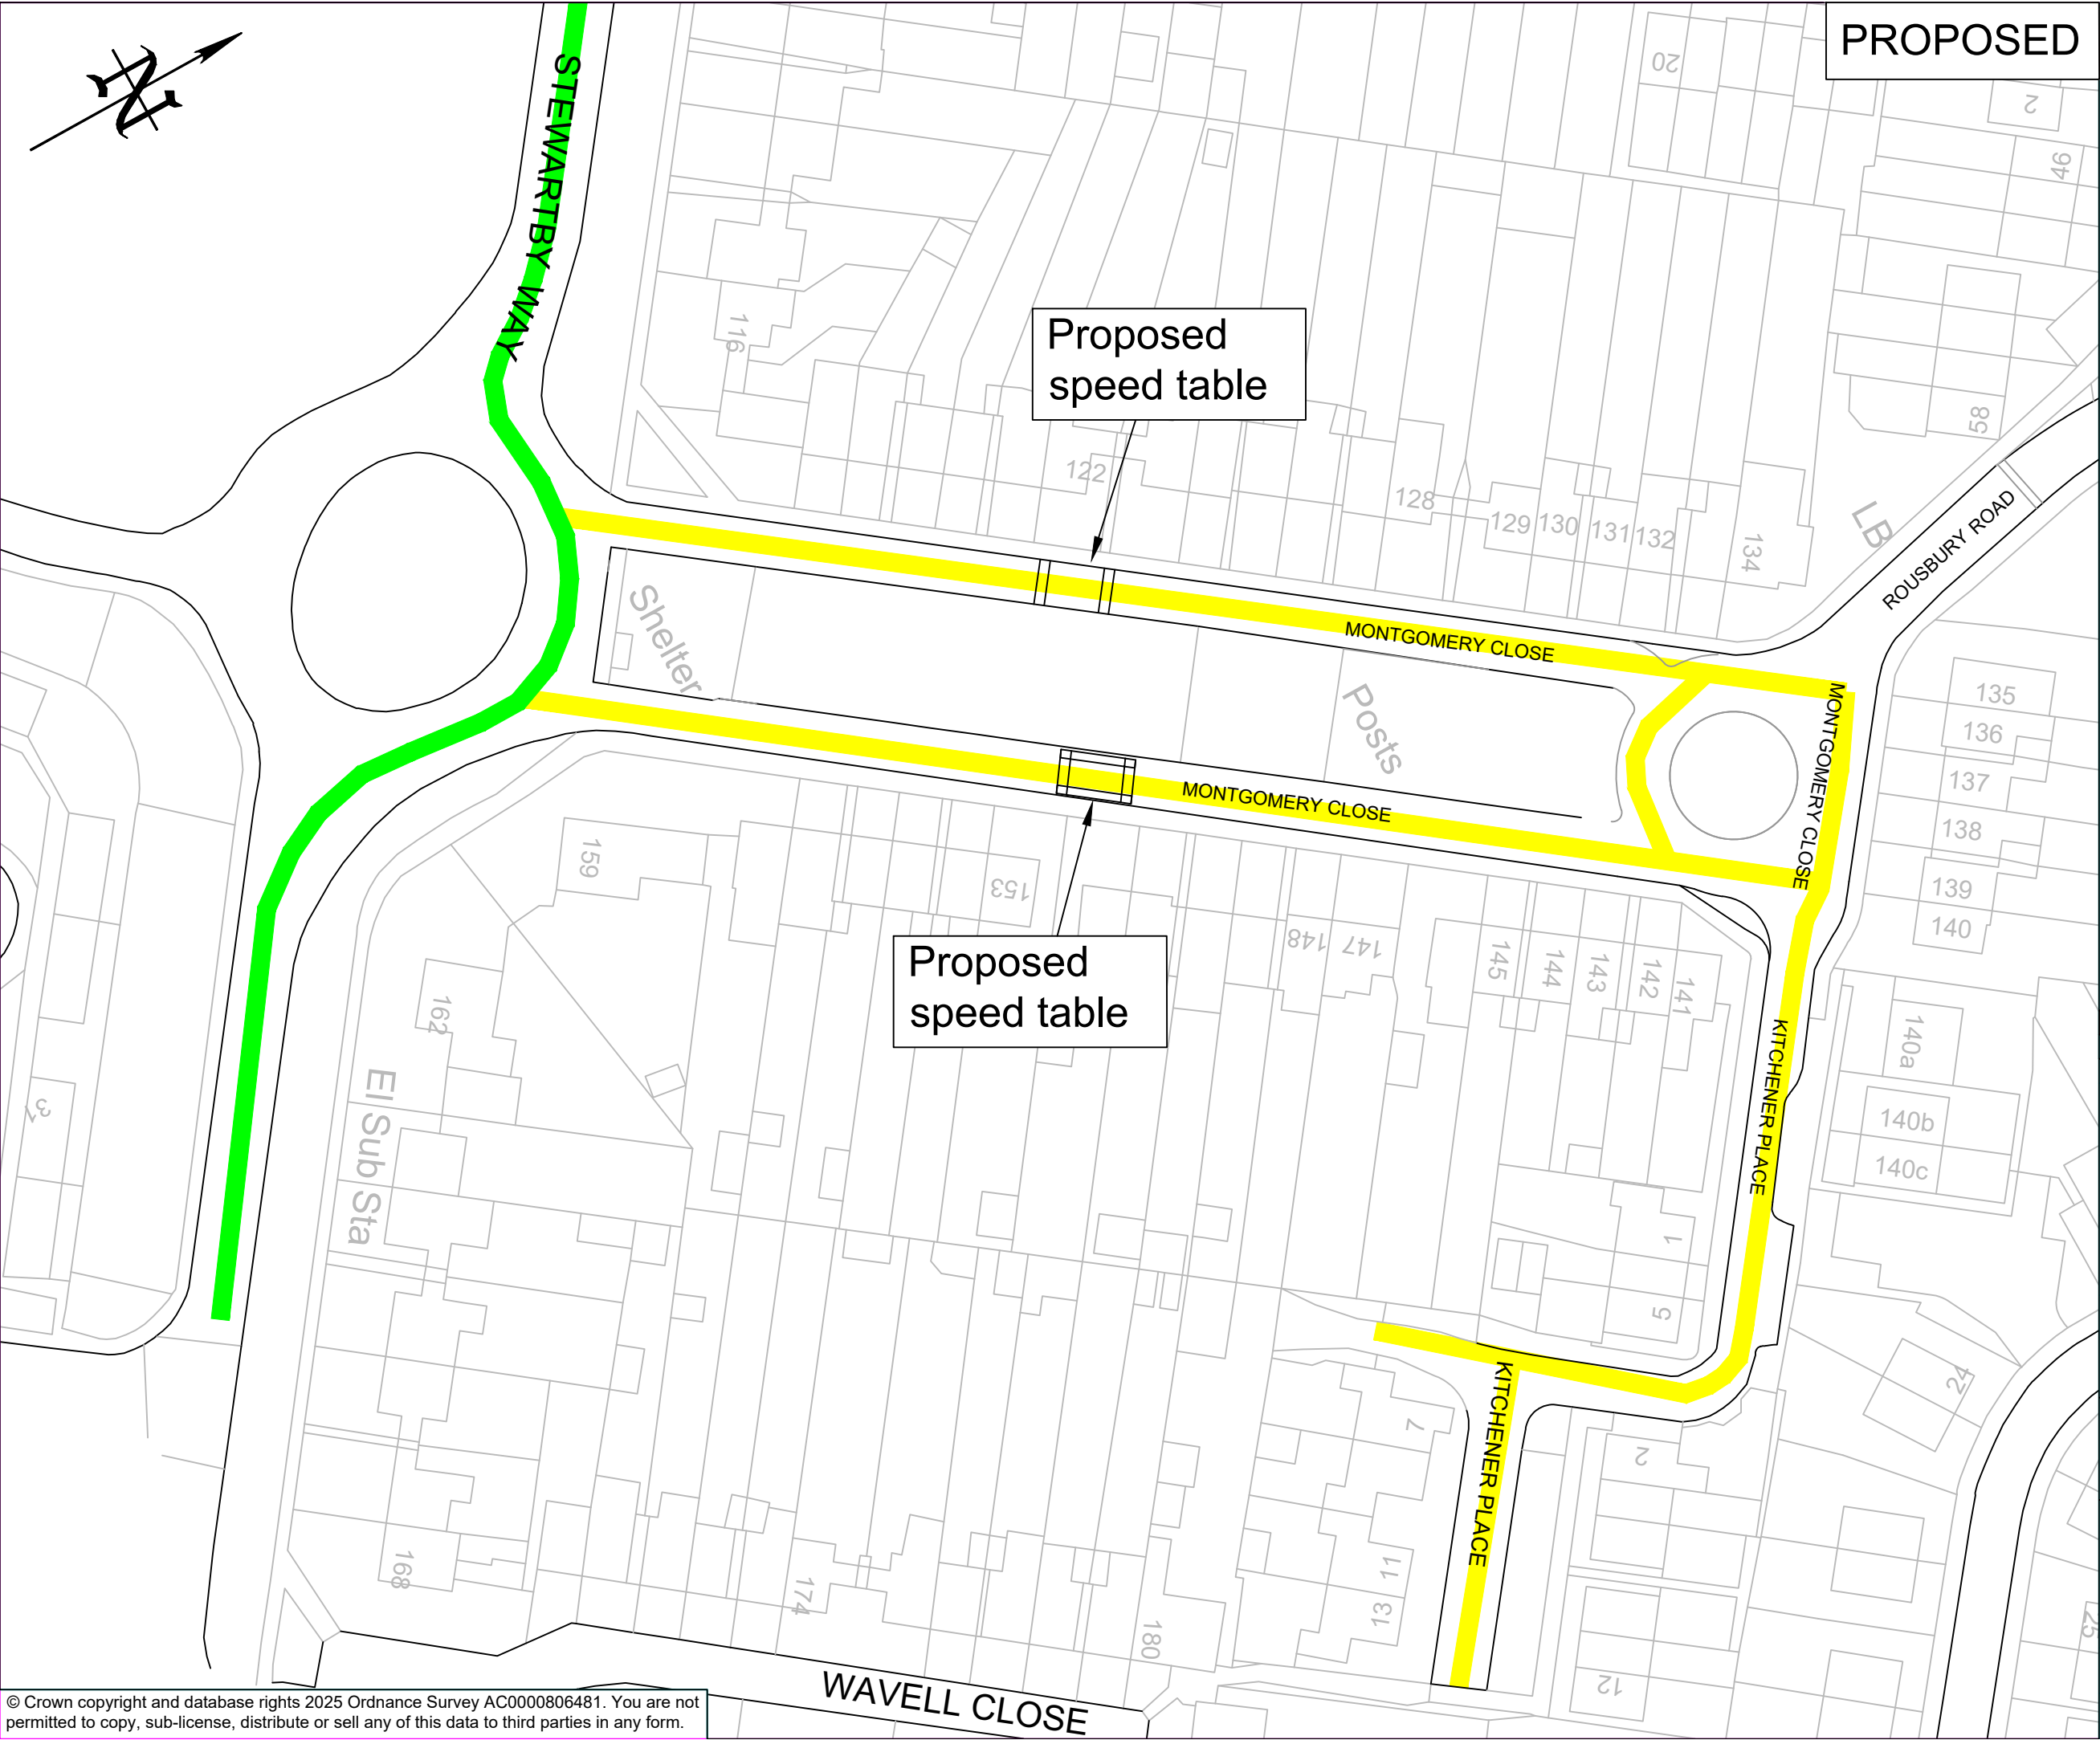 PROPOSED
N
STEWARTBY WAY
20
2
46
116
Proposed
speed table
58
122
128
129
130
131
132
134
LB
ROUSBURY ROAD
Shelter
MONTGOMERY CLOSE
Posts
MONTGOMERY CLOSE
MONTGOMERY CLOSE
135
136
137
138
139
140
159
153
Proposed
speed table
148
147
145
144
143
142
141
162
140a
140b
140c
KITCHENER PLACE
37
El Sub Sta
1
5
24
7
2
KITCHENER PLACE
168
174
180
11
13
12
25
WAVELL CLOSE
© Crown copyright and database rights 2025 Ordnance Survey AC0000806481. You are not
permitted to copy, sub-license, distribute or sell any of this data to third parties in any form.